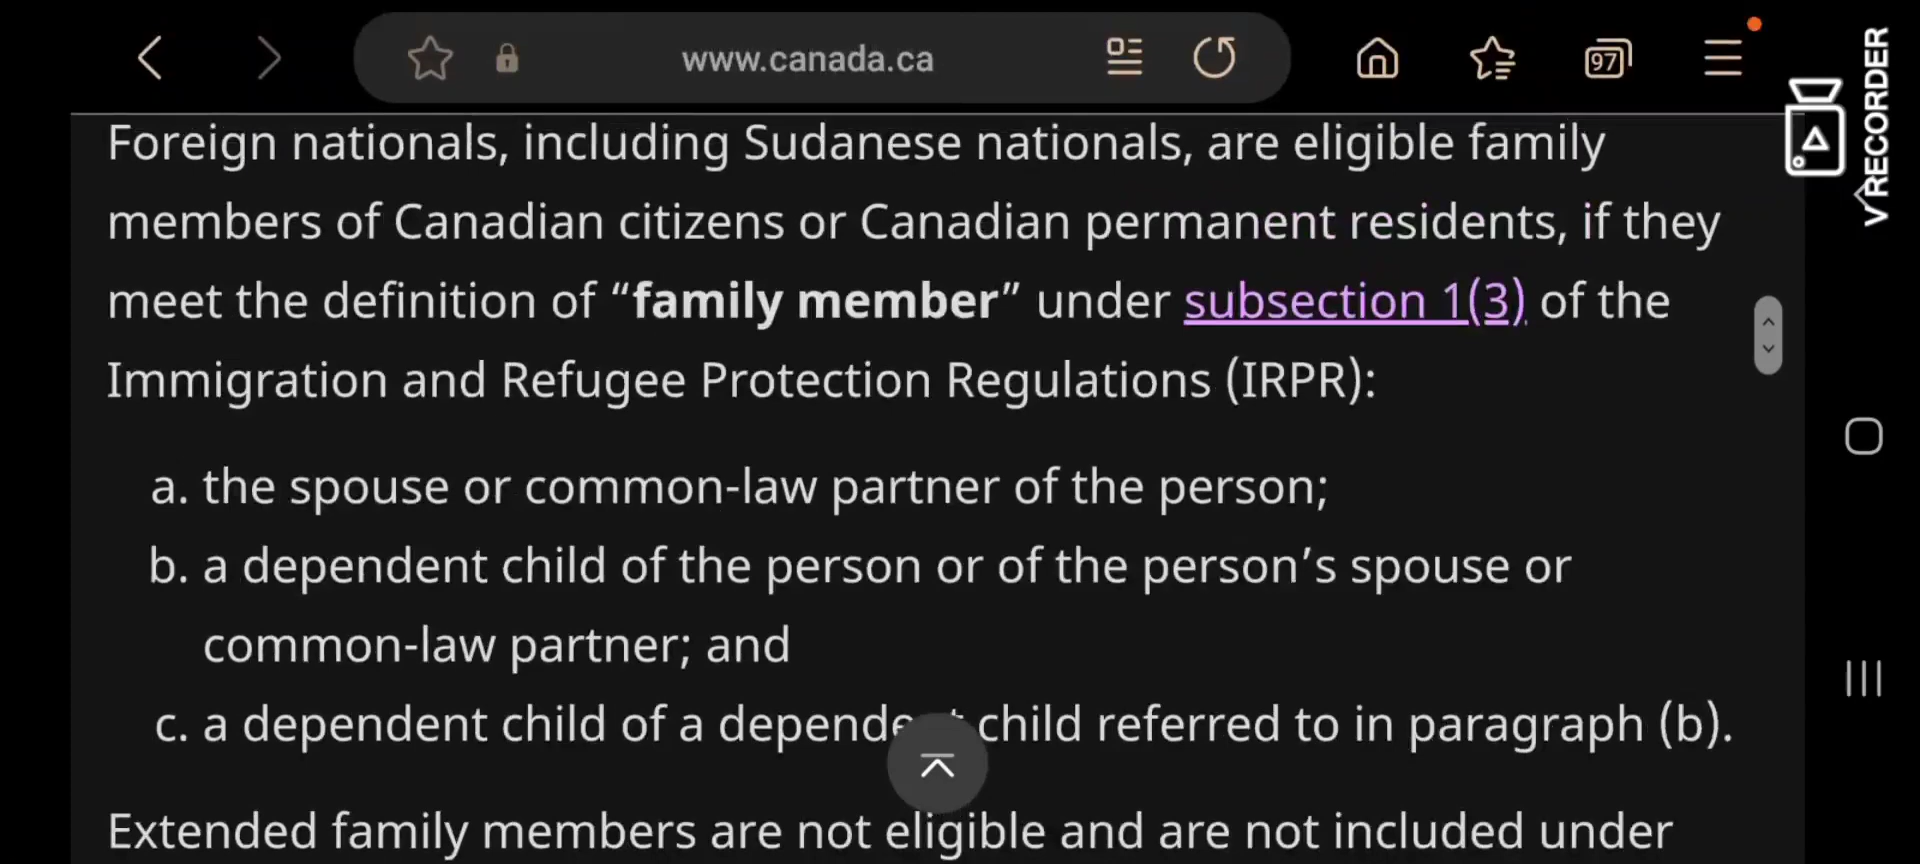 www.canada.ca
97
VRECORDER
Foreign nationals, including Sudanese nationals, are eligible family
members of Canadian citizens or Canadian permanent residents, if they
meet the definition of “family member” under subsection 1(3) of the
Immigration and Refugee Protection Regulations (IRPR):
a. the spouse or common-law partner of the person;
b. a dependent child of the person or of the person’s spouse or
common-law partner; and
c. a dependent child of a child referred to in paragraph (b).
Extended family members are not eligible and are not included under